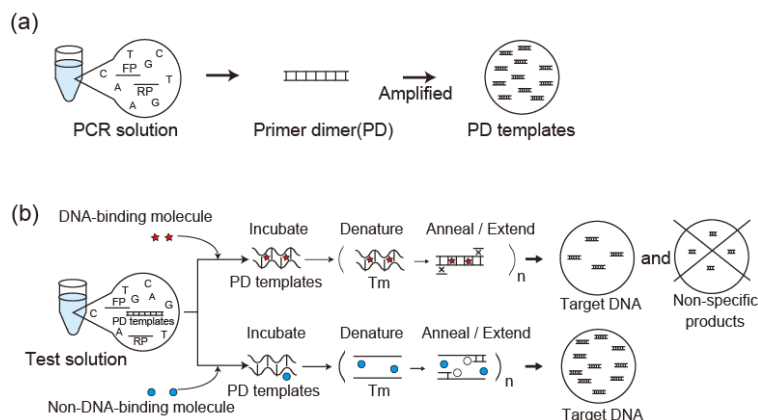 (a)
T C
FP G
C
T
A RP
A G
PCR solution
Primer dimer(PD)
Amplified
PD templates
(b)
DNA-binding molecule
Incubate
PD templates
Denature
Tm
Anneal / Extend
n
Target DNA
and
Non-specific
products
T C
FP G A G
C
PD templates
A RP T
Test solution
Non-DNA-binding molecule
Incubate
PD templates
Denature
Tm
Anneal / Extend
n
Target DNA